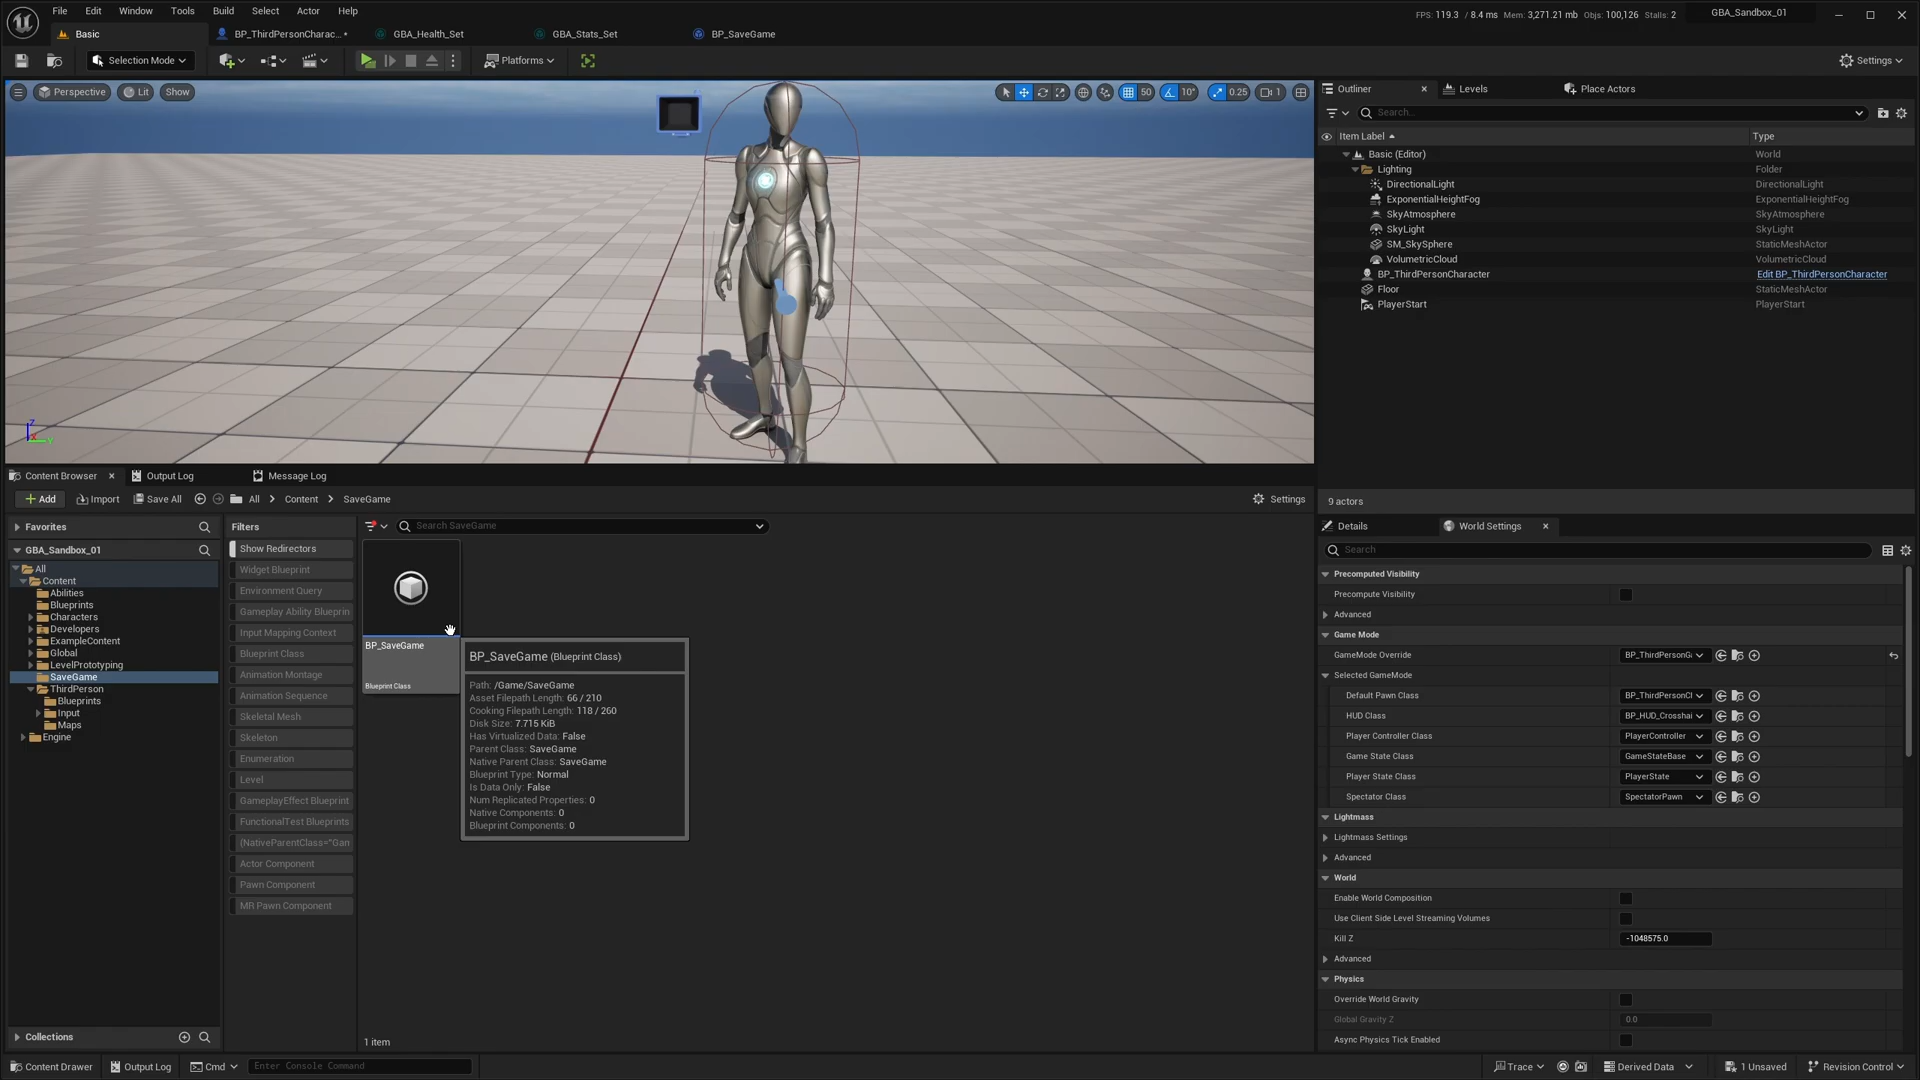 File Edit Window Tools Build Select Actor Help
FPS: 119.3 / 8.4 ms Mem: 3,271.21 mb Objs: 100,126 Stalls: 2
GBA_Sandbox_01
Basic
BP_ThirdPersonCharac...•
GBA_Health_Set
GBA_Stats_Set
BP_SaveGame
Selection Mode
Platforms
Settings
Perspective
Lit
Show
50
10°
0.25
1
Z
Y
Outliner
Levels
Place Actors
Search...
Item Label
Type
Basic (Editor) World
Lighting Folder
DirectionalLight DirectionalLight
ExponentialHeightFog ExponentialHeightFog
SkyAtmosphere SkyAtmosphere
SkyLight SkyLight
SM_SkySphere StaticMeshActor
VolumetricCloud VolumetricCloud
BP_ThirdPersonCharacter Edit BP_ThirdPersonCharacter
Floor StaticMeshActor
PlayerStart PlayerStart
9 actors
Content Browser
Output Log
Message Log
Add
Import
Save All
All
Content
SaveGame
Settings
Favorites
GBA_Sandbox_01
All
Content
Abilities
Blueprints
Characters
Developers
ExampleContent
Global
LevelPrototyping
SaveGame
ThirdPerson
Blueprints
Input
Maps
Engine
Collections
Filters
Show Redirectors
Widget Blueprint
Environment Query
Gameplay Ability Blueprin
Input Mapping Context
Blueprint Class
Animation Montage
Animation Sequence
Skeletal Mesh
Skeleton
Enumeration
Level
GameplayEffect Blueprint
FunctionalTest Blueprints
(NativeParentClass="Gan
Actor Component
Pawn Component
MR Pawn Component
Search SaveGame
BP_SaveGame
Blueprint Class
BP_SaveGame (Blueprint Class)
Path: /Game/SaveGame
Asset Filepath Length: 66 / 210
Cooking Filepath Length: 118 / 260
Disk Size: 7.715 KiB
Has Virtualized Data: False
Parent Class: SaveGame
Native Parent Class: SaveGame
Blueprint Type: Normal
Is Data Only: False
Num Replicated Properties: 0
Native Components: 0
Blueprint Components: 0
1 item
Details
World Settings
Search
Precomputed Visibility
Precompute Visibility
Advanced
Game Mode
GameMode Override BP_ThirdPersonGa
Selected GameMode
Default Pawn Class BP_ThirdPersonCl
HUD Class BP_HUD_Crosshai
Player Controller Class PlayerController
Game State Class GameStateBase
Player State Class PlayerState
Spectator Class SpectatorPawn
Lightmass
Lightmass Settings
Advanced
World
Enable World Composition
Use Client Side Level Streaming Volumes
Kill Z -1048575.0
Advanced
Physics
Override World Gravity
Global Gravity Z 0.0
Async Physics Tick Enabled
Content Drawer
Output Log
Cmd
Enter Console Command
Trace
Derived Data
1 Unsaved
Revision Control